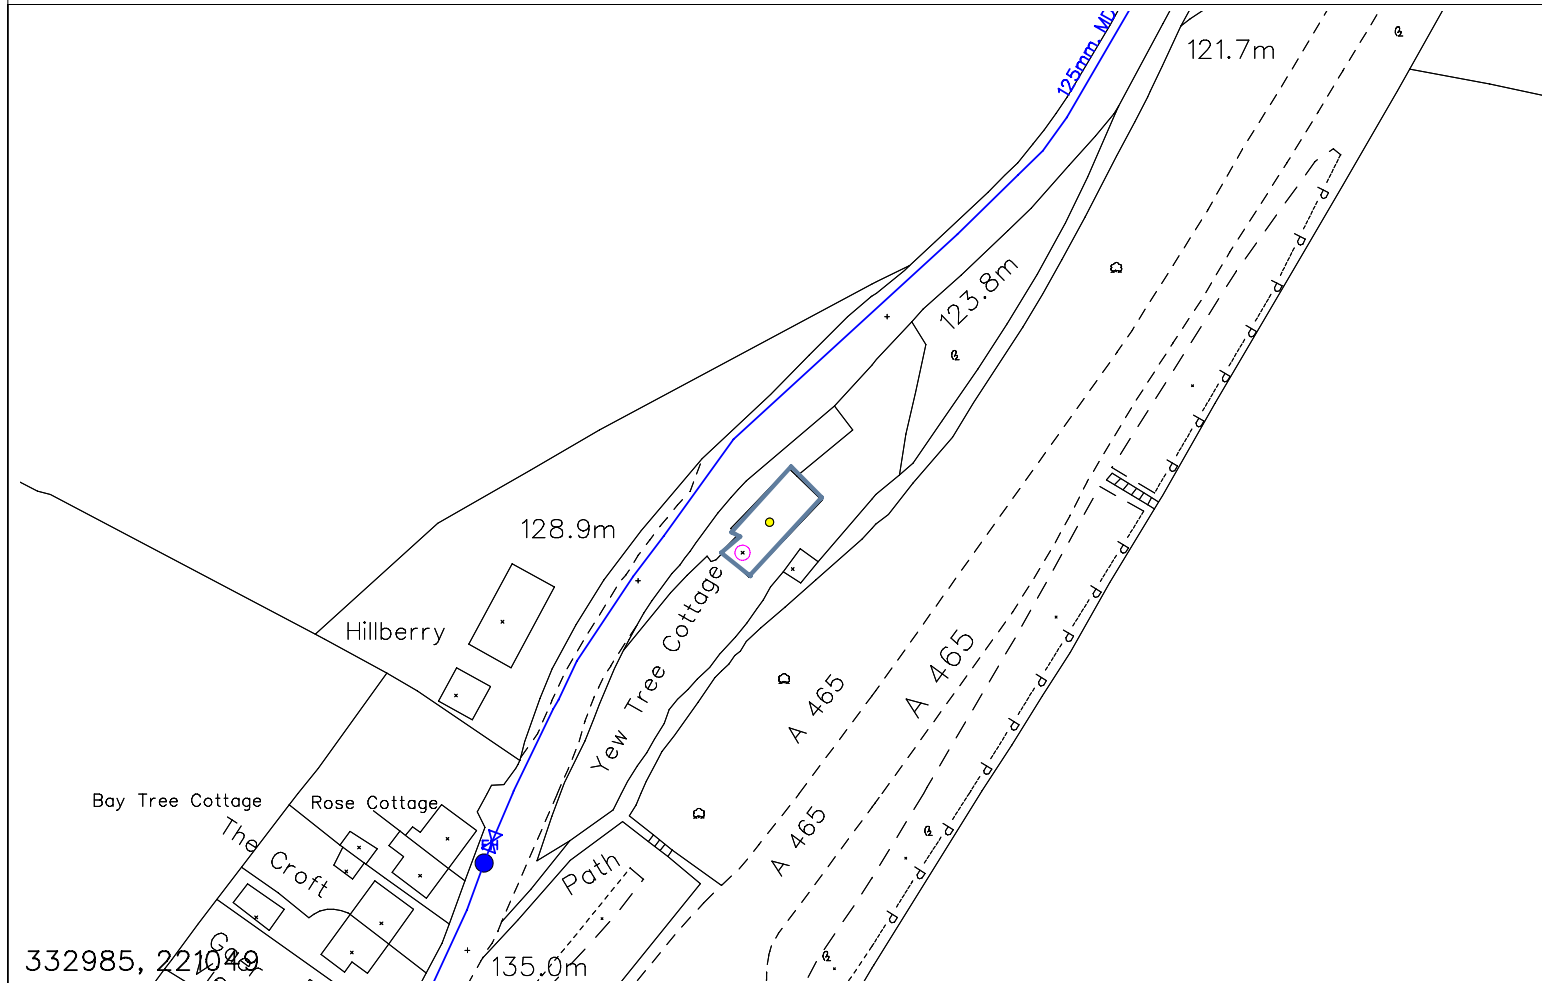 125mm. MD
121.7m
123.8m
128.9m
Hillberry
Yew Tree Cottage
A 465
A 465
Bay Tree Cottage
Rose Cottage
The
Croft
A 465
FH
Path
332985, 221049
135.0m